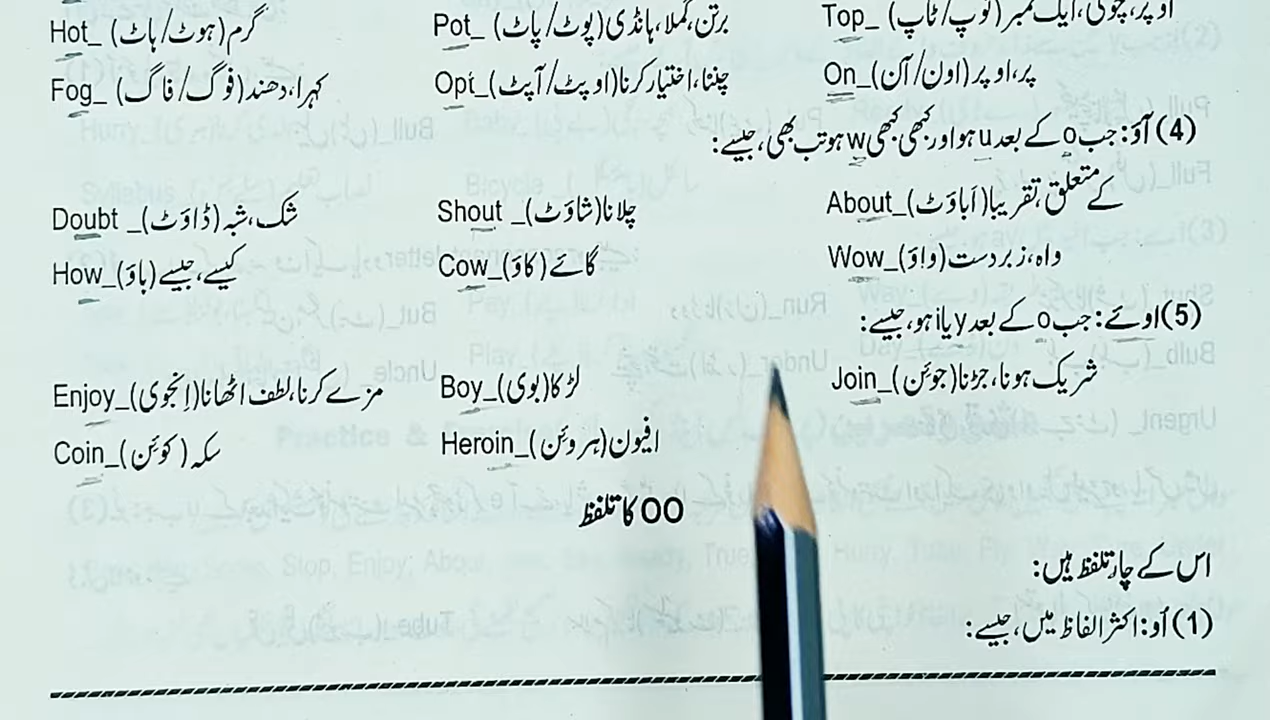 Hot_ (ہوٹ/ہاٹ) گرم Pot_ (پوٹ/پاٹ) برتن، گملا، ہانڈی Top_ (ٹوپ/ٹاپ) اوپر، چوٹی، ایک نمبر
Fog_ (فوگ/فاگ) کہرا، دھند Opt_ (اوپٹ/آپٹ) چننا، اختیار کرنا On_ (اون/آن) پر، اوپر
(4) آؤ: جب o کے بعد u ہو اور کبھی کبھی w ہو تب بھی، جیسے:
Doubt _ (ڈاؤٹ) شک، شبہ Shout _ (شاؤٹ) چلانا About_ (اَباؤٹ) کے متعلق، تقریبا
How_ (ہاؤ) کیسے، جیسے Cow_ (کاؤ) گائے Wow_ (واؤ) واہ، زبردست
(5) اوئے: جب o کے بعد y یا i ہو، جیسے:
Enjoy_ (اِنجوی) مزے کرنا، لطف اٹھانا Boy_ (بوی) لڑکا Join_ (جوئن) شریک ہونا، جڑنا
Coin_ (کوئن) سکہ Heroin_ (ہروئن) افیون
OO کا تلفظ
اس کے چار تلفظ ہیں:
(1) اُو: اکثر الفاظ میں، جیسے: